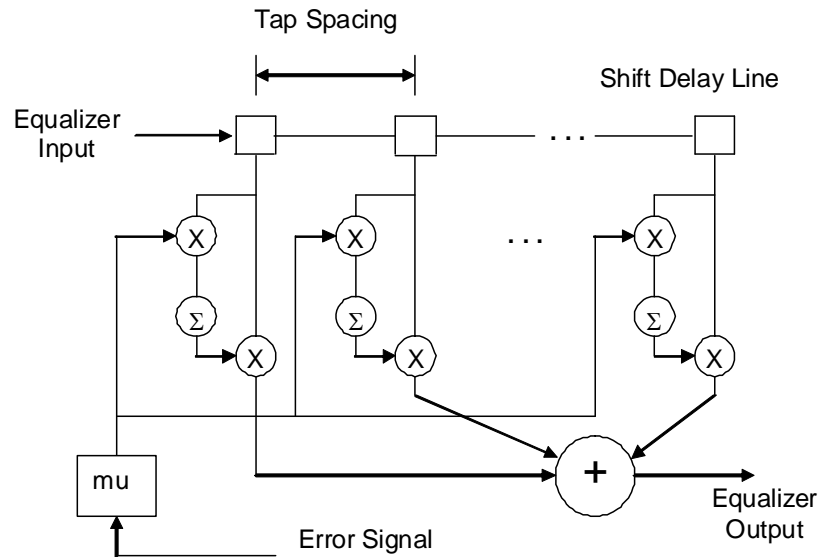 Tap Spacing
Shift Delay Line
Equalizer
Input
. . .
X
X
. . .
X
Σ
Σ
Σ
X
X
X
mu
+
Equalizer
Output
Error Signal